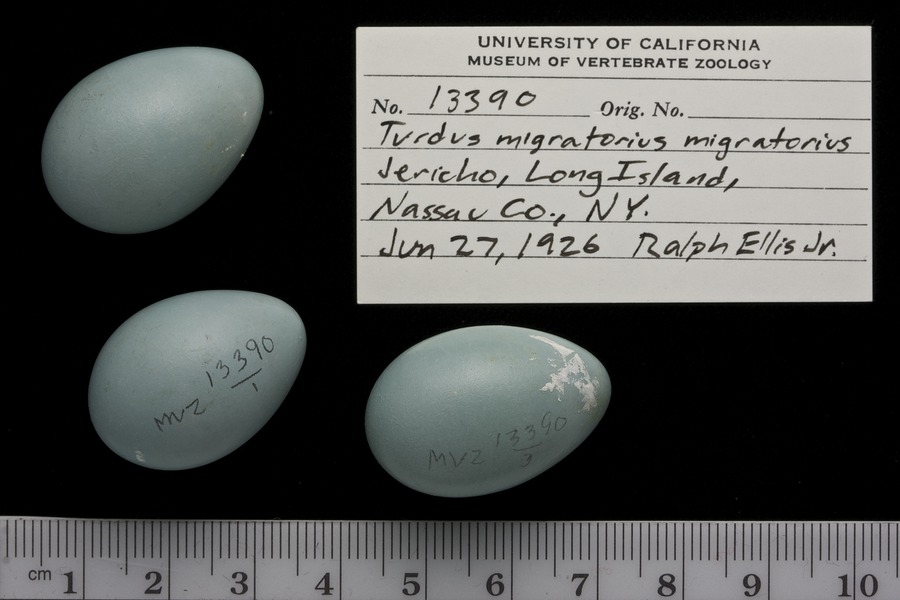 UNIVERSITY OF CALIFORNIA
MUSEUM OF VERTEBRATE ZOOLOGY
No. 13390 Orig. No.
Turdus migratorius migratorius
Jericho, Long Island,
Nassau Co., NY.
Jun 27, 1926 Ralph Ellis Jr.
MVZ 13390
1
MVZ 13390
3
cm 1 2 3 4 5 6 7 8 9 10